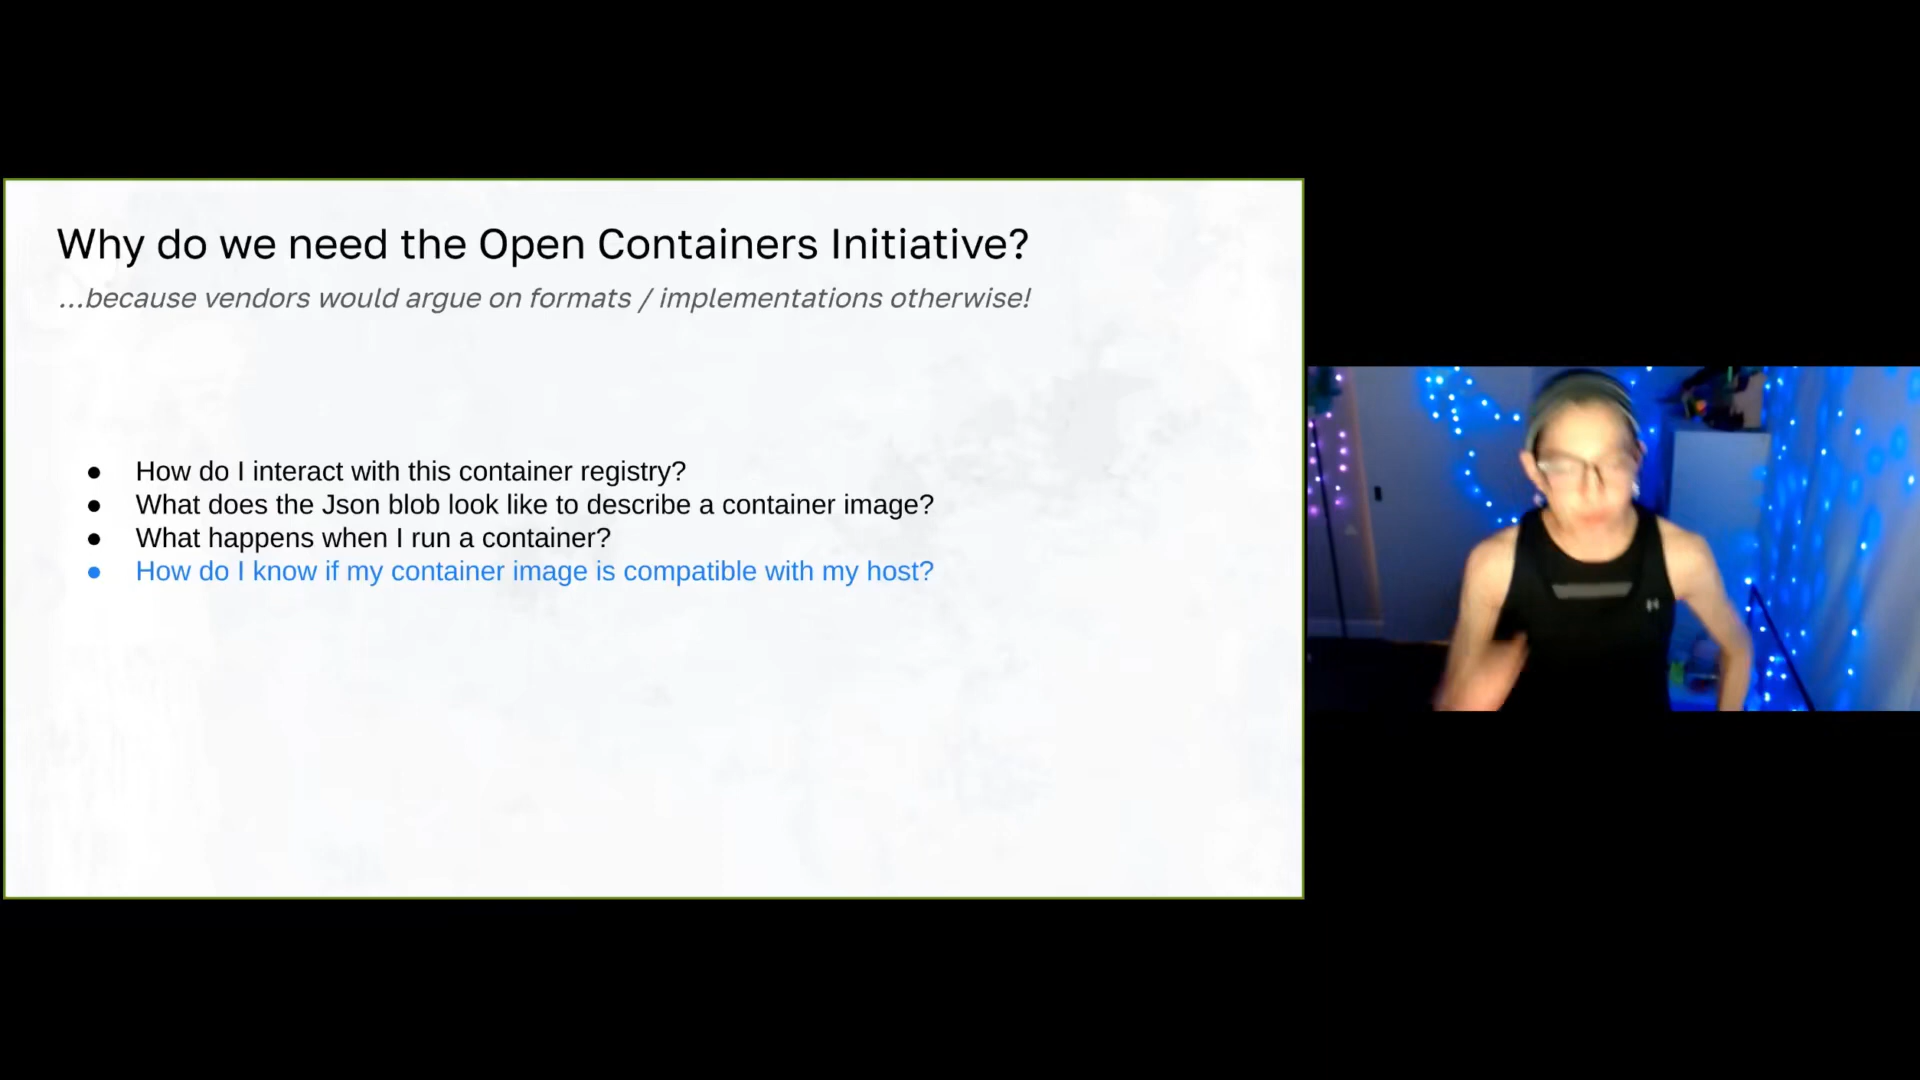 Why do we need the Open Containers Initiative?
...because vendors would argue on formats / implementations otherwise!
● How do I interact with this container registry?
● What does the Json blob look like to describe a container image?
● What happens when I run a container?
● How do I know if my container image is compatible with my host?